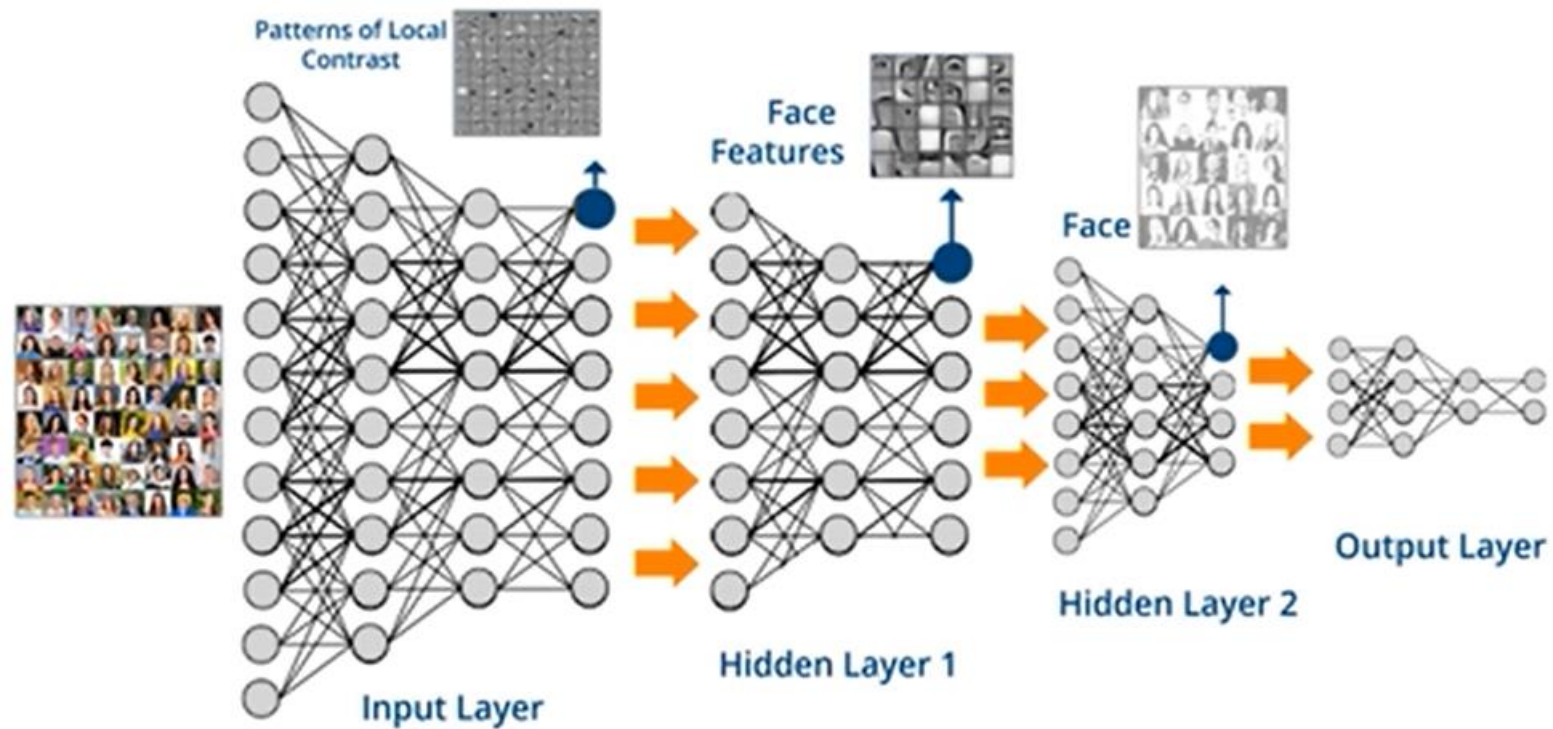 Patterns of Local
Contrast
Face
Features
Face
Input Layer
Hidden Layer 1
Hidden Layer 2
Output Layer